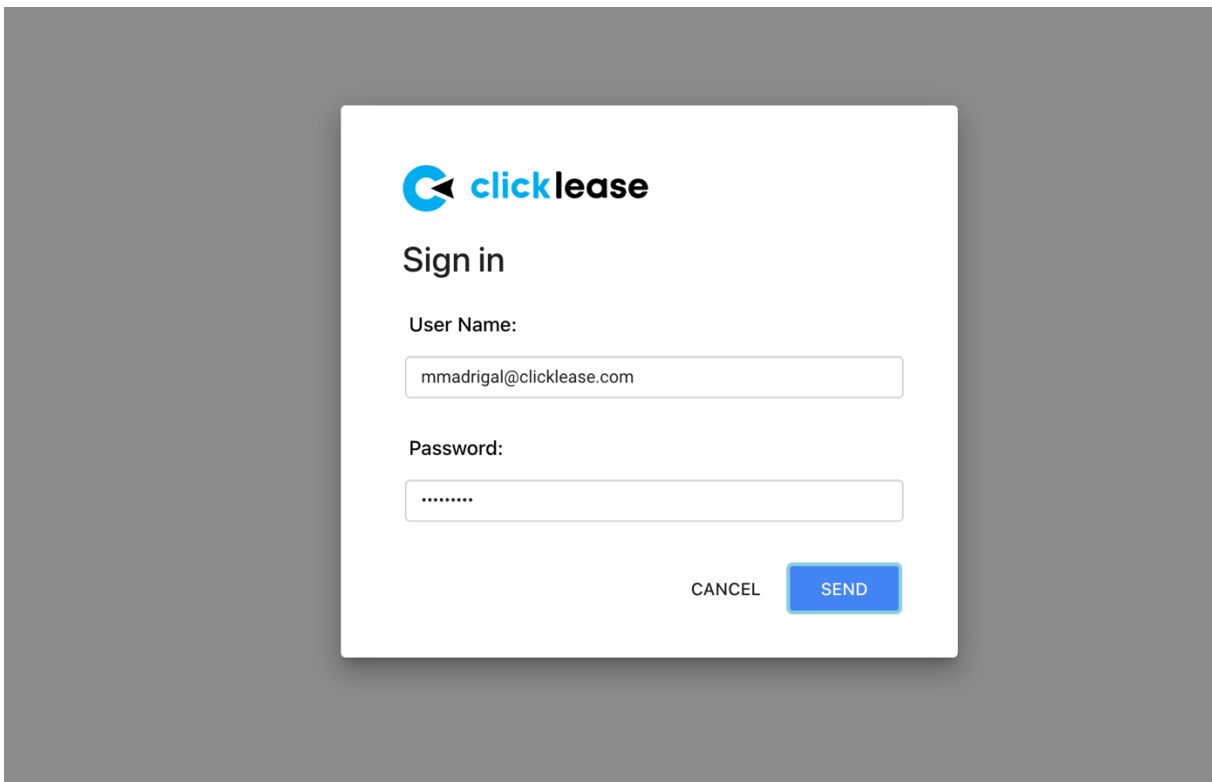 clicklease
Sign in
User Name:
mmadrigal@clicklease.com
Password:
•••••••••
CANCEL SEND